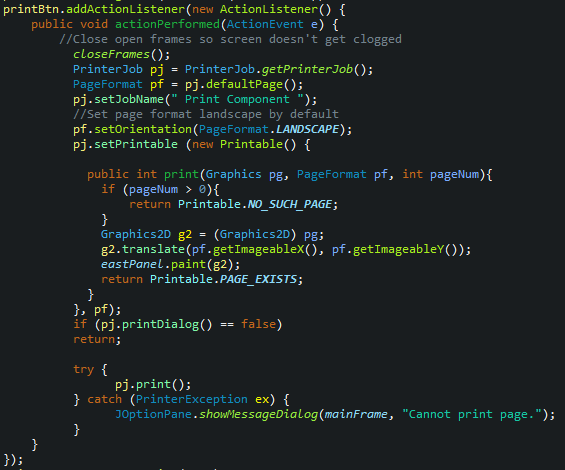 printBtn.addActionListener(new ActionListener() {
public void actionPerformed(ActionEvent e) {
//Close open frames so screen doesn't get clogged
closeFrames();
PrinterJob pj = PrinterJob.getPrinterJob();
PageFormat pf = pj.defaultPage();
pj.setJobName(" Print Component ");
//Set page format landscape by default
pf.setOrientation(PageFormat.LANDSCAPE);
pj.setPrintable (new Printable() {
public int print(Graphics pg, PageFormat pf, int pageNum){
if (pageNum > 0){
return Printable.NO_SUCH_PAGE;
}
Graphics2D g2 = (Graphics2D) pg;
g2.translate(pf.getImageableX(), pf.getImageableY());
eastPanel.paint(g2);
return Printable.PAGE_EXISTS;
}
}, pf);
if (pj.printDialog() == false)
return;
try {
pj.print();
} catch (PrinterException ex) {
JOptionPane.showMessageDialog(mainFrame, "Cannot print page.");
}
}
});